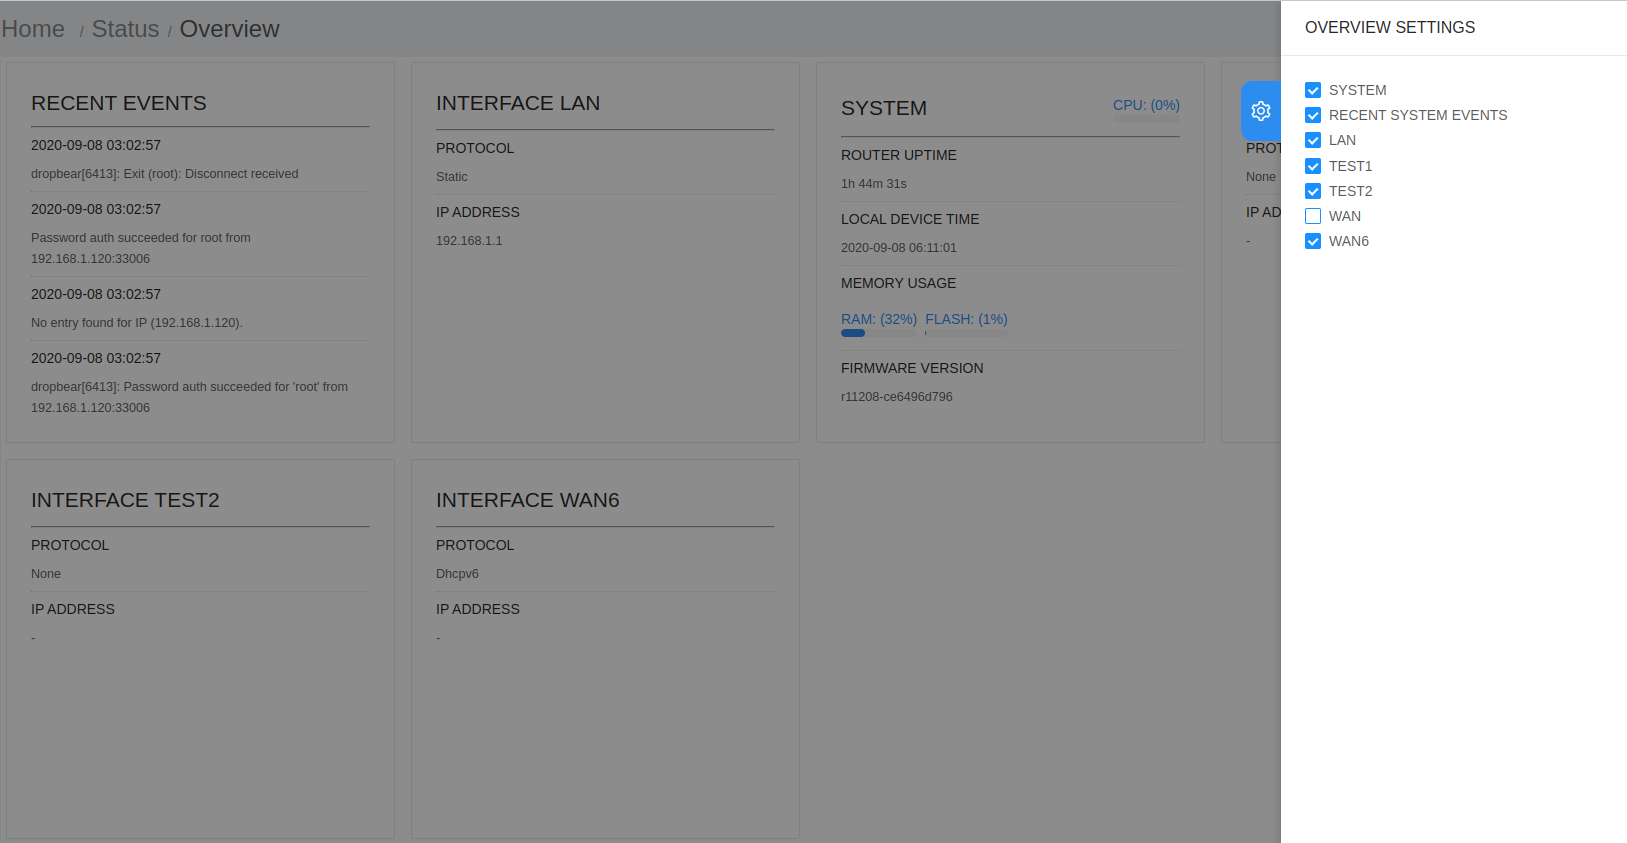 Home / Status / Overview
RECENT EVENTS
2020-09-08 03:02:57
dropbear[6413]: Exit (root): Disconnect received
2020-09-08 03:02:57
Password auth succeeded for root from
192.168.1.120:33006
2020-09-08 03:02:57
No entry found for IP (192.168.1.120).
2020-09-08 03:02:57
dropbear[6413]: Password auth succeeded for 'root' from
192.168.1.120:33006
INTERFACE LAN
PROTOCOL
Static
IP ADDRESS
192.168.1.1
SYSTEM
CPU: (0%)
ROUTER UPTIME
1h 44m 31s
LOCAL DEVICE TIME
2020-09-08 06:11:01
MEMORY USAGE
RAM: (32%) FLASH: (1%)
FIRMWARE VERSION
r11208-ce6496d796
PROT
None
IP AD
-
INTERFACE TEST2
PROTOCOL
None
IP ADDRESS
-
INTERFACE WAN6
PROTOCOL
Dhcpv6
IP ADDRESS
-
OVERVIEW SETTINGS
SYSTEM
RECENT SYSTEM EVENTS
LAN
TEST1
TEST2
WAN
WAN6